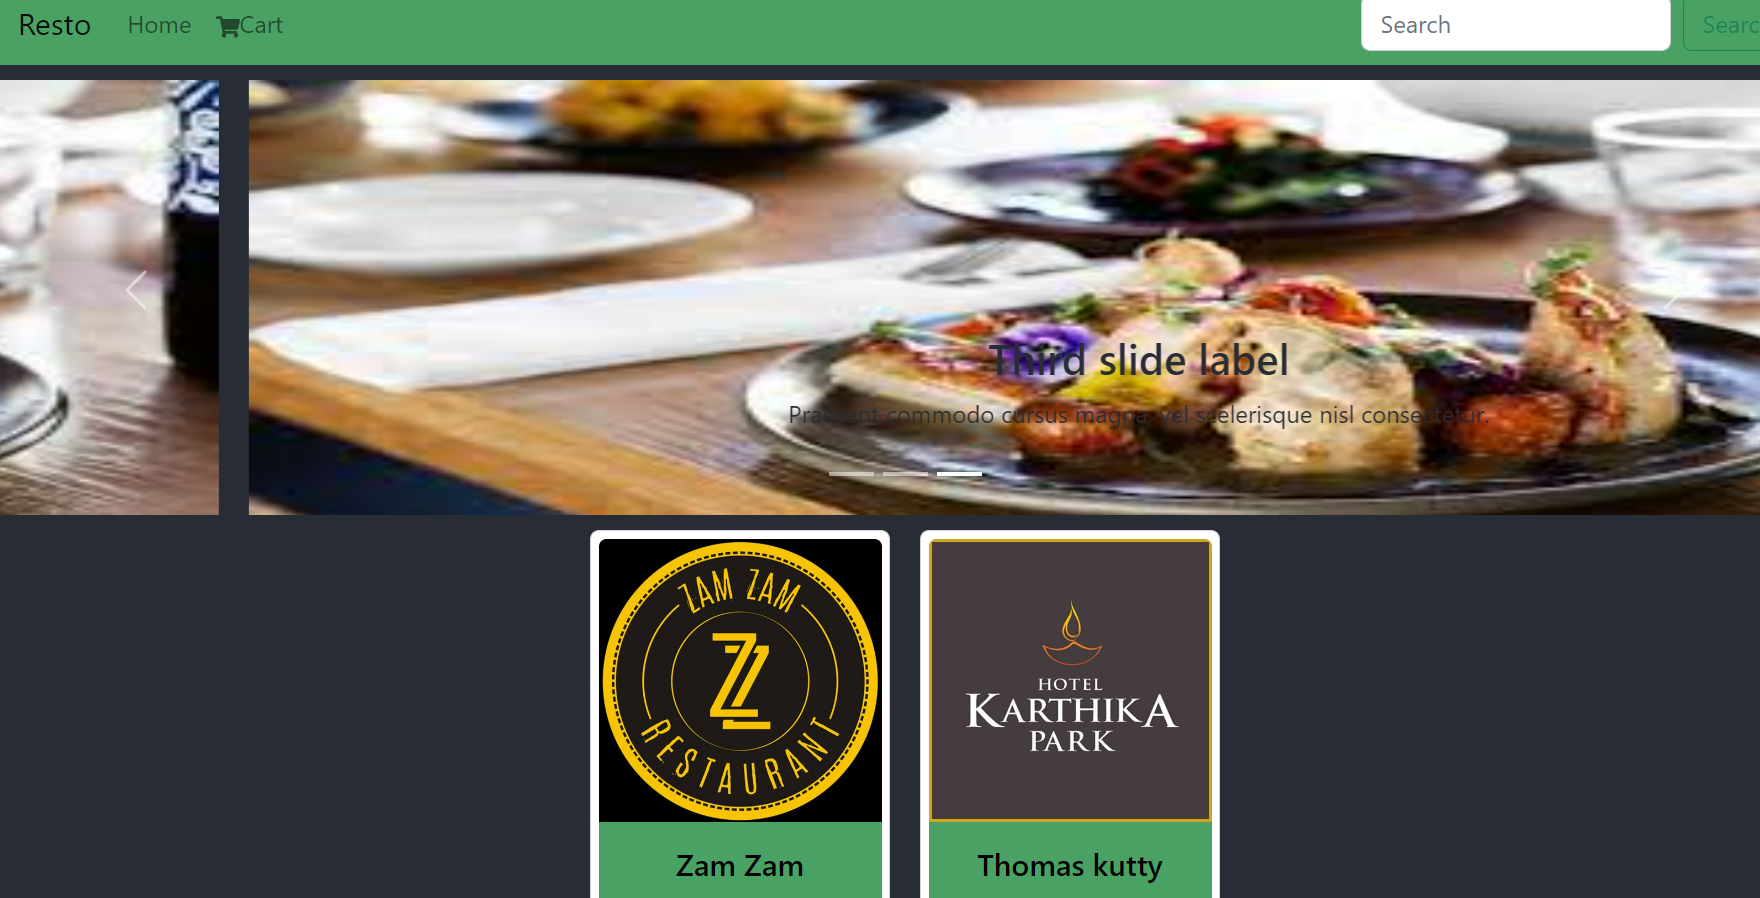 Resto Home Cart Search Searc
Third slide label
Praesent commodo cursus magna, vel scelerisque nisl consectetur.
ZAM ZAM
ZZ
RESTAURANT
HOTEL
KARTHIKA
PARK
Zam Zam Thomas kutty